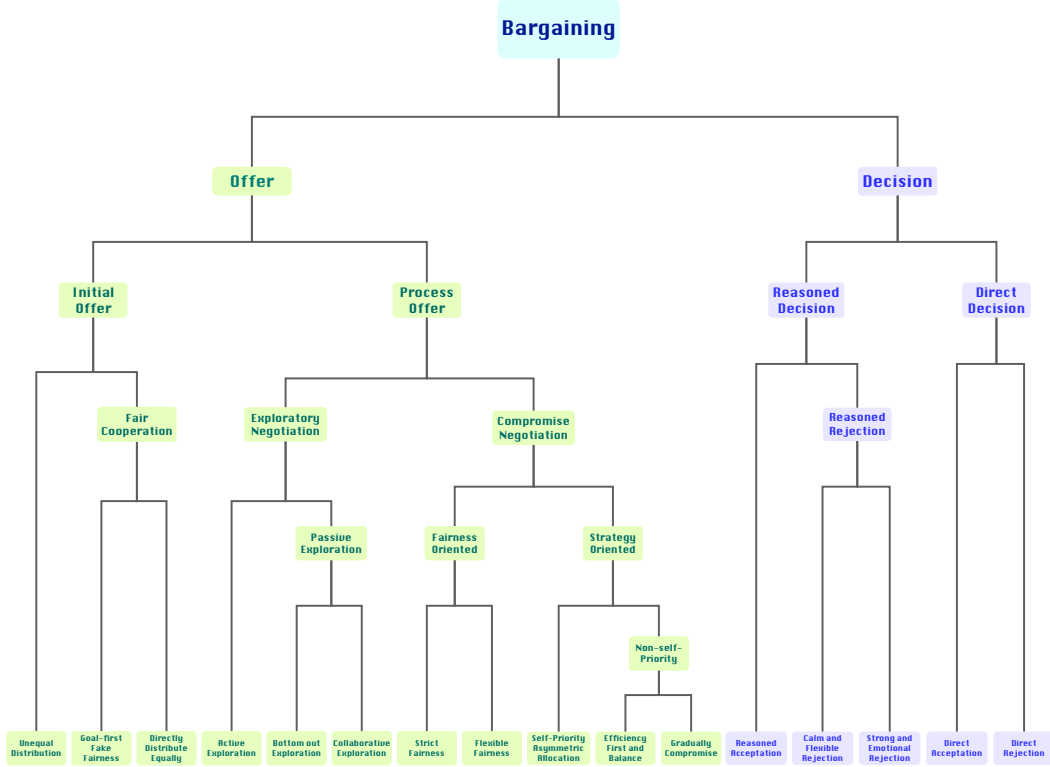 Bargaining
Offer
Decision
Initial
Offer
Process
Offer
Reasoned
Decision
Direct
Decision
Fair
Cooperation
Exploratory
Negotiation
Compromise
Negotiation
Reasoned
Rejection
Passive
Exploration
Fairness
Oriented
Strategy
Oriented
Non-self-
Priority
Unequal
Distribution
Goal-first
Fake
Fairness
Directly
Distribute
Equally
Active
Exploration
Bottom out
Exploration
Collaborative
Exploration
Strict
Fairness
Flexible
Fairness
Self-Priority
Asymmetric
Allocation
Efficiency
First and
Balance
Gradually
Compromise
Reasoned
Acceptation
Calm and
Flexible
Rejection
Strong and
Emotional
Rejection
Direct
Acceptation
Direct
Rejection